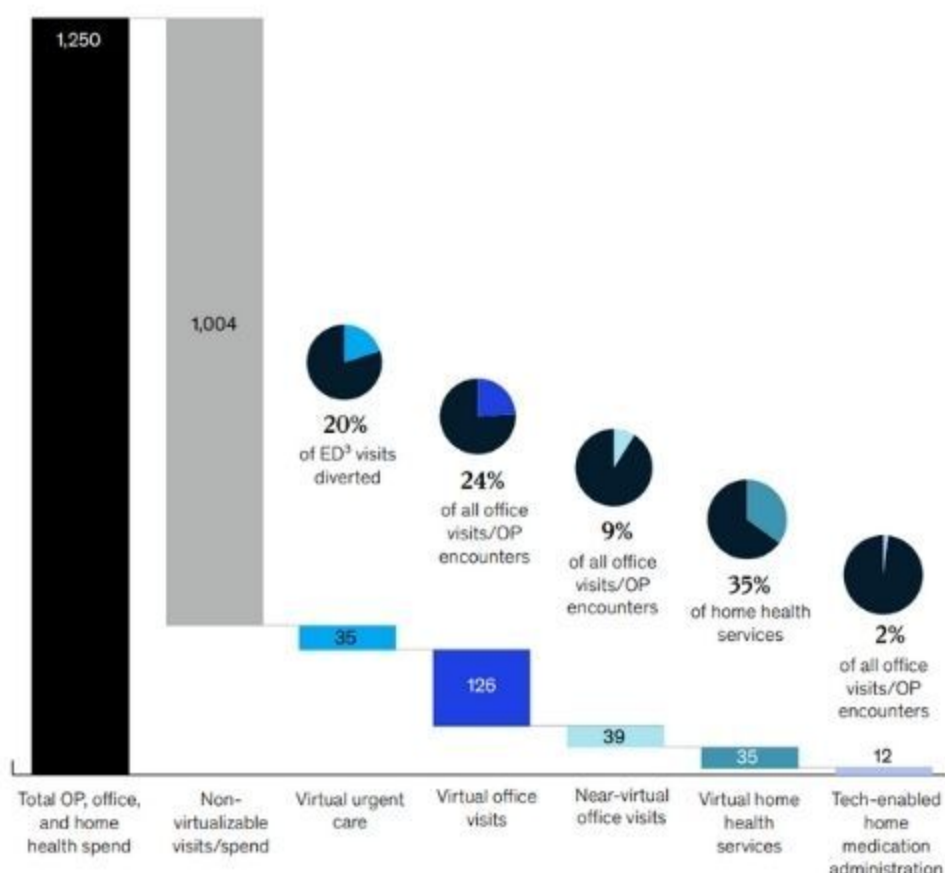 1,250
1,004
20%
of ED³ visits
diverted
24%
of all office
visits/OP
encounters
9%
of all office
visits/OP
encounters
35%
of home health
services
2%
of all office
visits/OP
encounters
35
126
39
35
12
Total OP, office,
and home
health spend
Non-
virtualizable
visits/spend
Virtual urgent
care
Virtual office
visits
Near-virtual
office visits
Virtual home
health
services
Tech-enabled
home
medication
administration